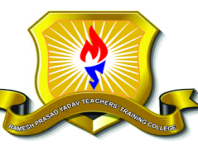 RAMESH PRASAD YADAV TEACHERS' TRAINING COLLEGE